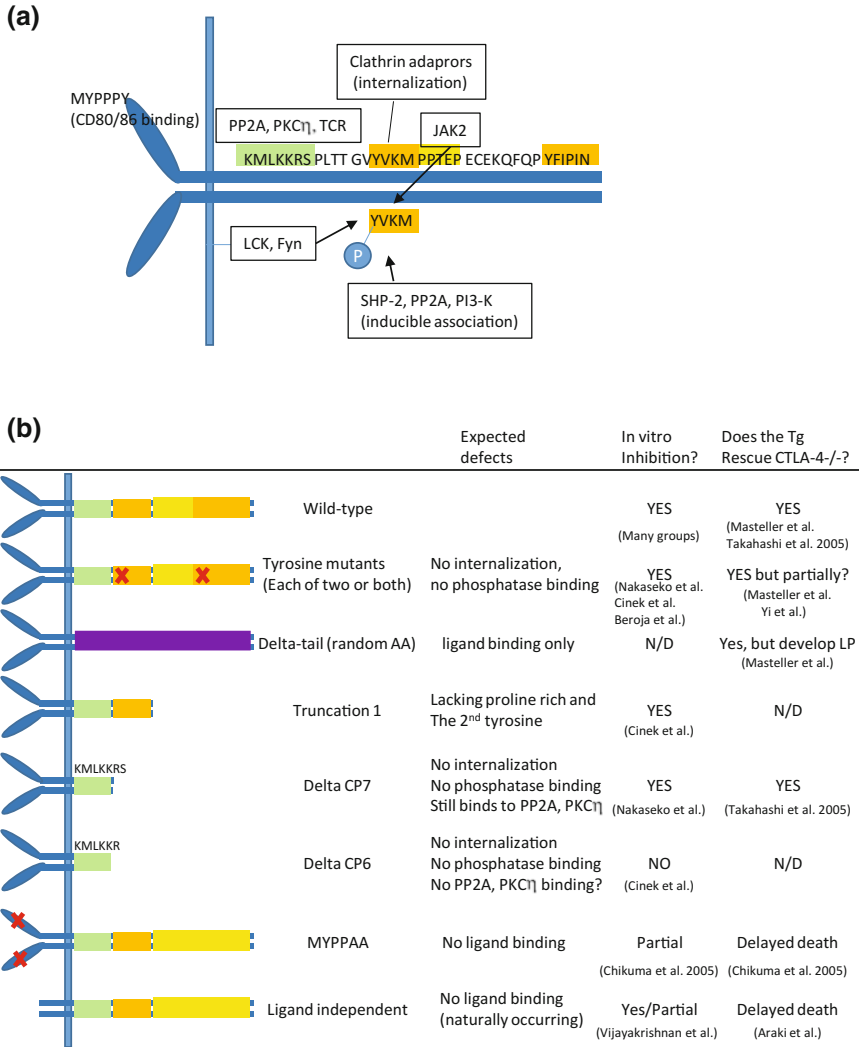 (a)
MYPPPY
(CD80/86 binding)
Clathrin adaprors
(internalization)
PP2A, PKCη, TCR
JAK2
KMLKKRS PLTT GVYVKM PPTEP ECEKQFQP YFIPIN
YVKM
LCK, Fyn
P
SHP-2, PP2A, PI3-K
(inducible association)
(b)
Expected defects
In vitro Inhibition?
Does the Tg Rescue CTLA-4-/-?
Wild-type
YES
(Many groups)
YES
(Masteller et al.
Takahashi et al. 2005)
Tyrosine mutants
(Each of two or both)
No internalization,
no phosphatase binding
YES
(Nakaseko et al.
Cinek et al.
Beroja et al.)
YES but partially?
(Masteller et al.
Yi et al.)
Delta-tail (random AA)
ligand binding only
N/D
Yes, but develop LP
(Masteller et al.)
Truncation 1
Lacking proline rich and
The 2nd tyrosine
YES
(Cinek et al.)
N/D
KMLKKRS
Delta CP7
No internalization
No phosphatase binding
Still binds to PP2A, PKCη
YES
(Nakaseko et al.)
YES
(Takahashi et al. 2005)
KMLKKR
Delta CP6
No internalization
No phosphatase binding
No PP2A, PKCη binding?
NO
(Cinek et al.)
N/D
MYPPAA
No ligand binding
Partial
(Chikuma et al. 2005)
Delayed death
(Chikuma et al. 2005)
Ligand independent
No ligand binding
(naturally occurring)
Yes/Partial
(Vijayakrishnan et al.)
Delayed death
(Araki et al.)